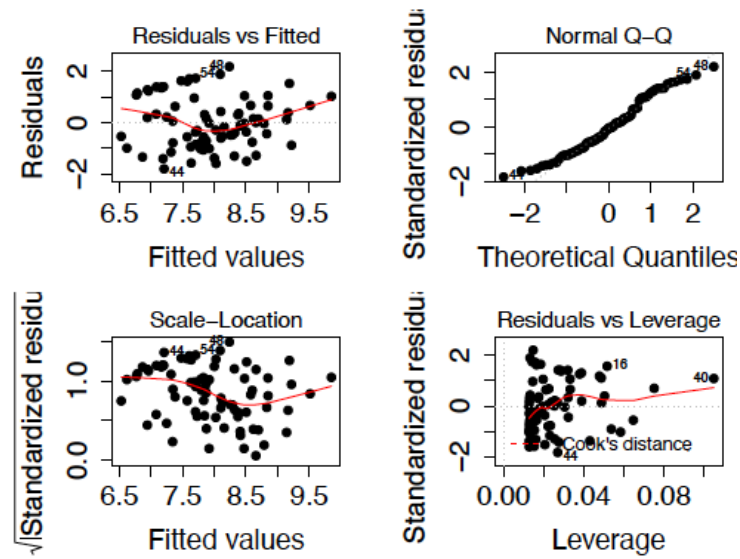 Residuals vs Fitted
Residuals
2
0
−2
48
54
44
6.5 7.5 8.5 9.5
Fitted values
Normal Q−Q
Standardized residu
2
0
−2
54 48
44
−2 0 1 2
Theoretical Quantiles
Scale−Location
√|Standardized residu
1.0
0.0
44 54 48
6.5 7.5 8.5 9.5
Fitted values
Residuals vs Leverage
Standardized residu
2
0
−2
16
40
Cook's distance
44
0.00 0.04 0.08
Leverage